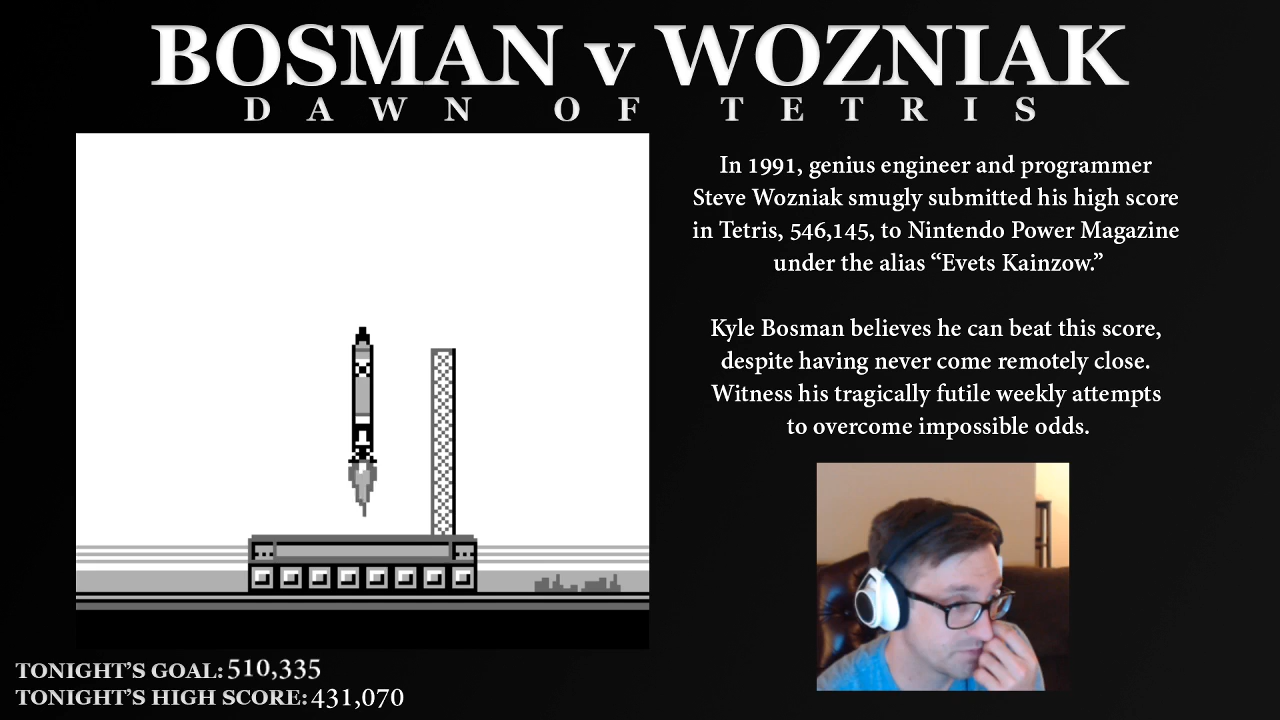 BOSMAN v WOZNIAK
DAWN OF TETRIS
In 1991, genius engineer and programmer
Steve Wozniak smugly submitted his high score
in Tetris, 546,145, to Nintendo Power Magazine
under the alias “Evets Kainzow.”
Kyle Bosman believes he can beat this score,
despite having never come remotely close.
Witness his tragically futile weekly attempts
to overcome impossible odds.
TONIGHT’S GOAL: 510,335
TONIGHT’S HIGH SCORE: 431,070